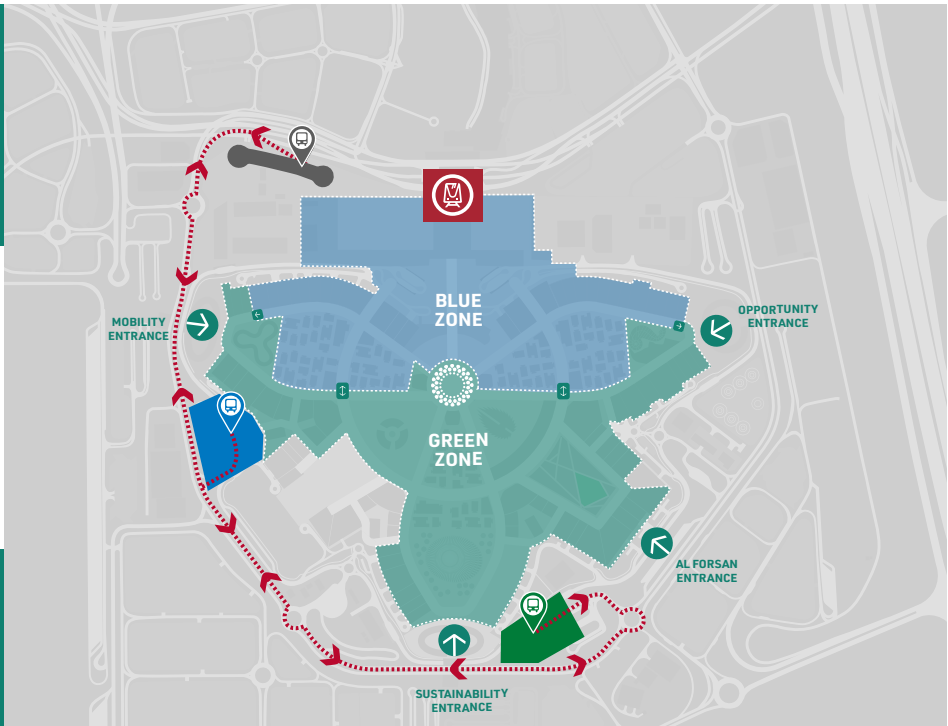 BLUE
ZONE
MOBILITY
ENTRANCE
OPPORTUNITY
ENTRANCE
GREEN
ZONE
AL FORSAN
ENTRANCE
SUSTAINABILITY
ENTRANCE